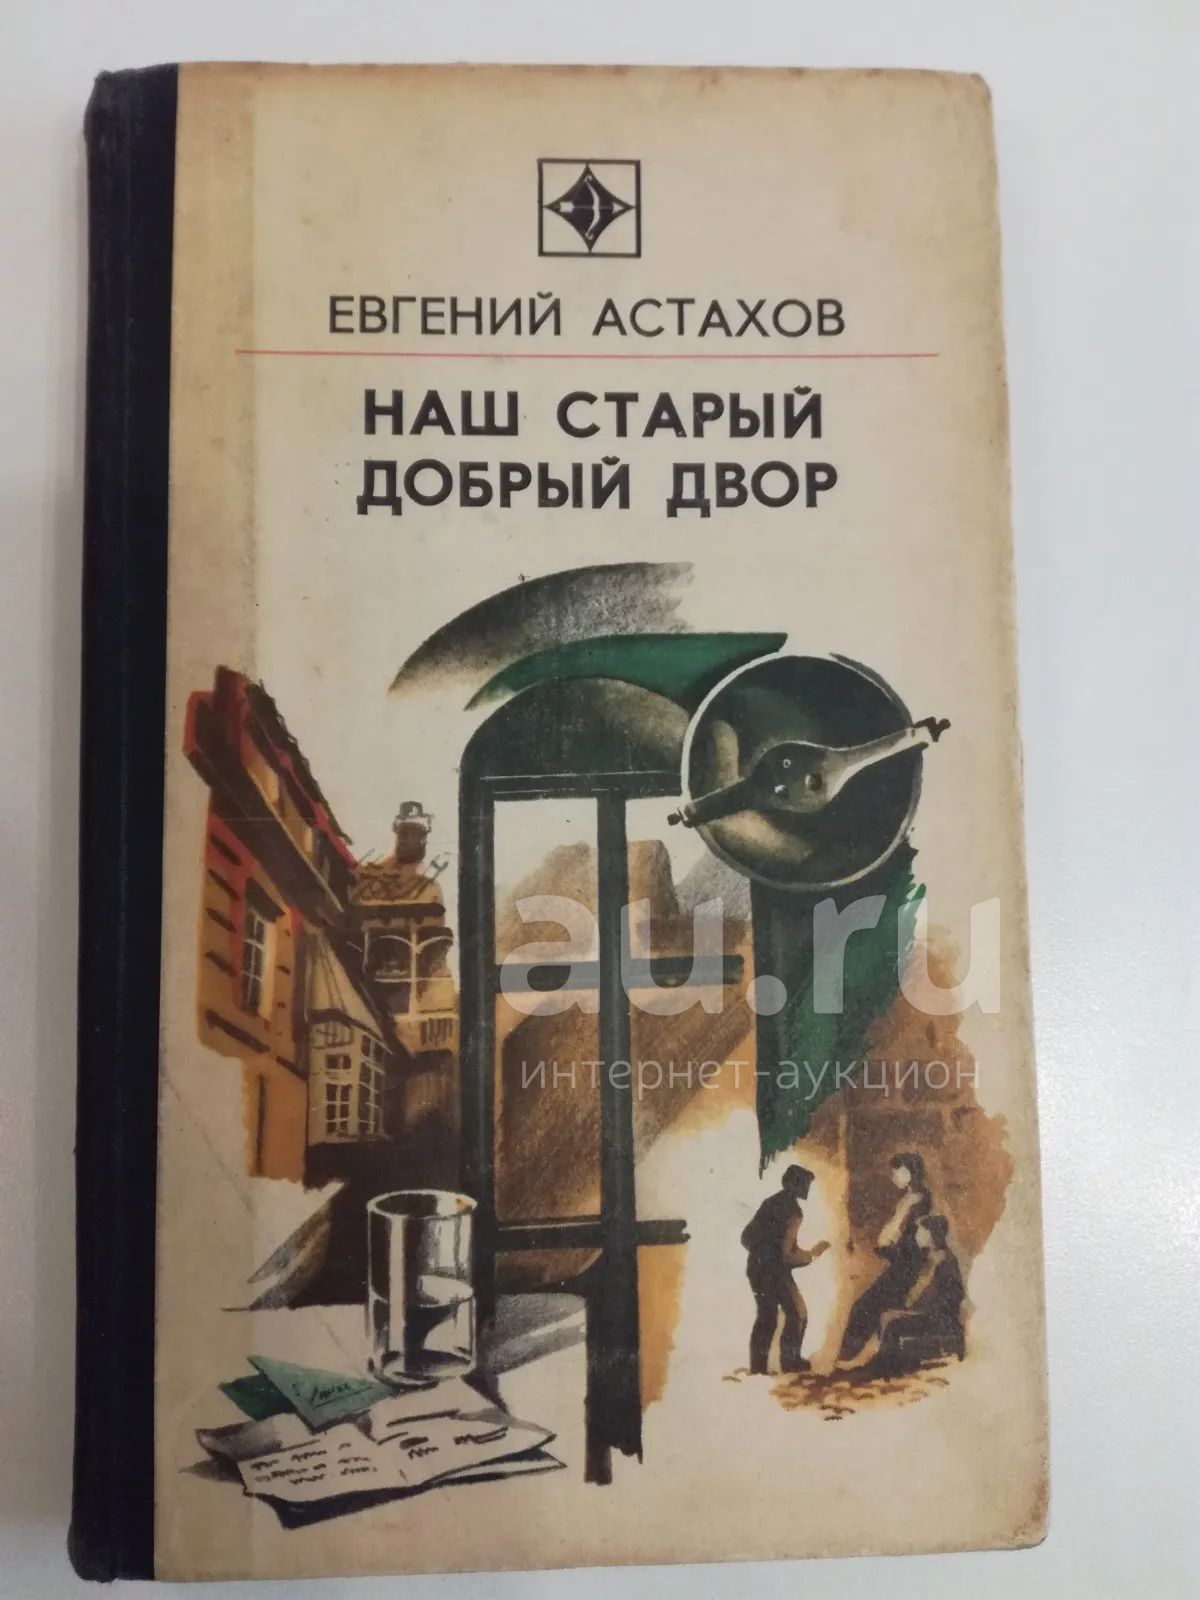 ЕВГЕНИЙ АСТАХОВ
НАШ СТАРЫЙ
ДОБРЫЙ ДВОР
au.ru
интернет-аукцион